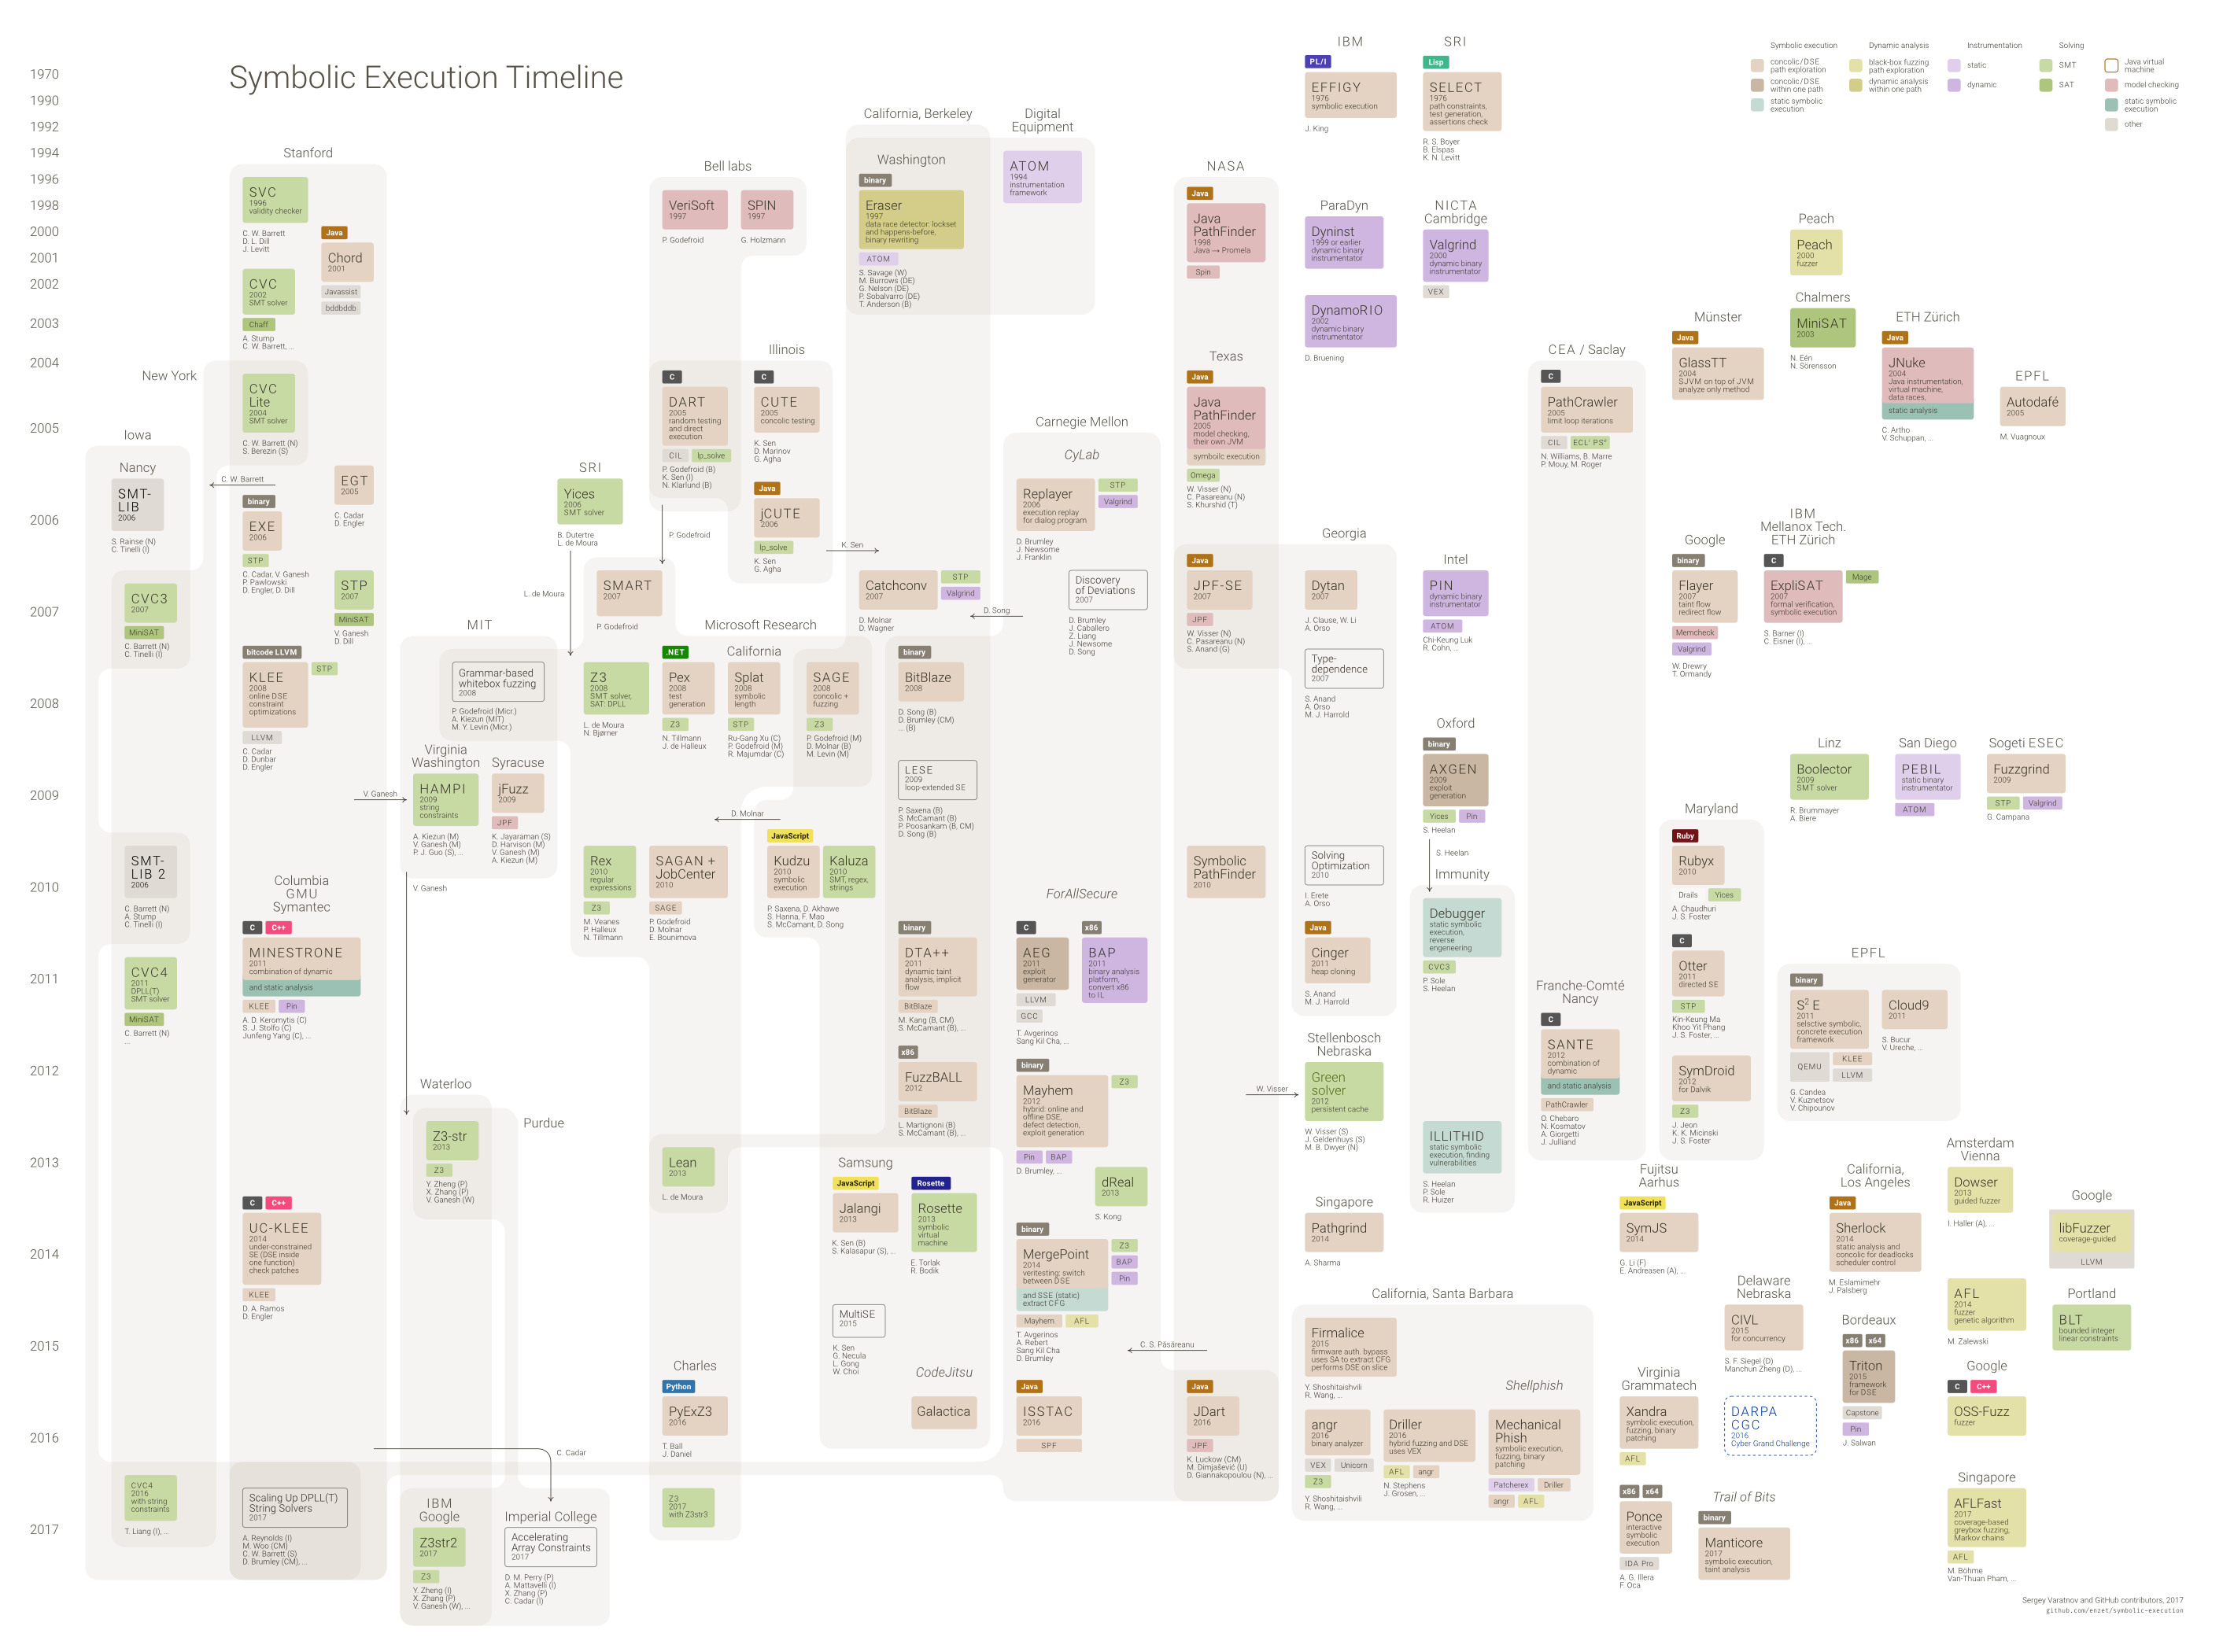 Symbolic Execution Timeline
1970
1990
1992
1994
1996
1998
2000
2001
2002
2003
2004
2005
2006
2007
2008
2009
2010
2011
2012
2013
2014
2015
2016
2017
Symbolic execution
concolic/DSE
path exploration
concolic/DSE
within one path
static symbolic
execution
Dynamic analysis
black-box fuzzing
path exploration
dynamic analysis
within one path
Instrumentation
static
dynamic
Solving
SMT
SAT
Java virtual
machine
model checking
static symbolic
execution
other
IBM
PL/I
EFFIGY
1976
symbolic execution
J. King
SRI
Lisp
SELECT
1976
path constraints,
test generation,
assertions check
R. S. Boyer
B. Elspas
K. N. Levitt
Stanford
SVC
1996
validity checker
C. W. Barrett
D. L. Dill
J. Levitt
Java
Chord
2001
Javassist
bddbddb
CVC
2002
SMT solver
Chaff
A. Stump
C. W. Barrett, ...
New York
CVC
Lite
2004
SMT solver
C. W. Barrett (N)
S. Berezin (S)
Iowa
Nancy
SMT-
LIB
2006
S. Rainse (N)
C. Tinelli (I)
C. W. Barrett
EGT
2005
C. Cadar
D. Engler
binary
EXE
2006
STP
C. Cadar, V. Ganesh
P. Pawlowski
D. Engler, D. Dill
STP
2007
MiniSAT
V. Ganesh
D. Dill
CVC3
2007
MiniSAT
C. Barrett (N)
C. Tinelli (I)
bitcode LLVM
KLEE
2008
online DSE
constraint
optimizations
STP
LLVM
C. Cadar
D. Dunbar
D. Engler
V. Ganesh
SMT-
LIB 2
2006
C. Barrett (N)
A. Stump
C. Tinelli (I)
Columbia
GMU
Symantec
C
C++
MINESTRONE
2011
combination of dynamic
and static analysis
KLEE
Pin
A. D. Keromytis (C)
S. J. Stolfo (C)
Junfeng Yang (C), ...
CVC4
2011
DPLL(T)
SMT solver
MiniSAT
C. Barrett (N)
...
C
C++
UC-KLEE
2014
under-constrained
SE (DSE inside
one function)
check patches
KLEE
D. A. Ramos
D. Engler
CVC4
2016
with string
constraints
T. Liang (I), ...
Scaling Up DPLL(T)
String Solvers
2017
A. Reynolds (I)
M. Woo (CM)
C. W. Barrett (S)
D. Brumley (CM), ...
MIT
Grammar-based
whitebox fuzzing
2008
P. Godefroid (Micr.)
A. Kiezun (MIT)
M. Y. Levin (Micr.)
Virginia
Washington
HAMPI
2009
string
constraints
A. Kiezun (M)
V. Ganesh (M)
P. J. Guo (S), ...
Syracuse
jFuzz
2009
JPF
K. Jayaraman (S)
D. Harvison (M)
V. Ganesh (M)
A. Kiezun (M)
V. Ganesh
Waterloo
Purdue
Z3-str
2013
Z3
Y. Zheng (P)
X. Zhang (P)
V. Ganesh (W)
C. Cadar
IBM
Google
Z3str2
2017
Z3
Y. Zheng (I)
X. Zhang (P)
V. Ganesh (W), ...
Imperial College
Accelerating
Array Constraints
2017
D. M. Perry (P)
A. Mattavelli (I)
X. Zhang (P)
C. Cadar (I)
Bell labs
VeriSoft
1997
P. Godefroid
SPIN
1997
G. Holzmann
Illinois
C
DART
2005
random testing
and direct
execution
CIL
lp_solve
P. Godefroid (B)
K. Sen (I)
N. Klarlund (B)
C
CUTE
2005
concolic testing
K. Sen
D. Marinov
G. Agha
Java
jCUTE
2006
lp_solve
K. Sen
G. Agha
K. Sen
SRI
Yices
2006
SMT solver
B. Dutertre
L. de Moura
L. de Moura
P. Godefroid
SMART
2007
P. Godefroid
Microsoft Research
Z3
2008
SMT solver,
SAT: DPLL
L. de Moura
N. Bjørner
.NET
Pex
2008
test
generation
Z3
N. Tillmann
J. de Halleux
California
Splat
2008
symbolic
length
STP
Ru-Gang Xu (C)
P. Godefroid (M)
R. Majumdar (C)
SAGE
2008
concolic +
fuzzing
Z3
P. Godefroid (M)
D. Molnar (B)
M. Levin (M)
D. Molnar
Rex
2010
regular
expressions
Z3
M. Veanes
P. Halleux
N. Tillmann
SAGAN +
JobCenter
2010
SAGE
P. Godefroid
D. Molnar
E. Bounimova
Lean
2013
L. de Moura
Charles
Python
PyExZ3
2016
T. Ball
J. Daniel
Z3
2017
with Z3str3
California, Berkeley
Washington
binary
Eraser
1997
data race detector: lockset
and happens-before,
binary rewriting
ATOM
S. Savage (W)
M. Burrows (DE)
G. Nelson (DE)
P. Sobalvarro (DE)
T. Anderson (B)
Digital
Equipment
ATOM
1994
instrumentation
framework
Catchconv
2007
STP
Valgrind
D. Molnar
D. Wagner
D. Song
binary
BitBlaze
2008
D. Song (B)
D. Brumley (CM)
... (B)
LESE
2009
loop-extended SE
P. Saxena (B)
S. McCamant (B)
P. Poosankam (B, CM)
D. Song (B)
JavaScript
Kudzu
2010
symbolic
execution
Kaluza
2010
SMT, regex,
strings
P. Saxena, D. Akhawe
S. Hanna, F. Mao
S. McCamant, D. Song
binary
DTA++
2011
dynamic taint
analysis, implicit
flow
BitBlaze
M. Kang (B, CM)
S. McCamant (B), ...
x86
FuzzBALL
2012
BitBlaze
L. Martignoni (B)
S. McCamant (B), ...
Samsung
JavaScript
Jalangi
2013
K. Sen (B)
S. Kalasapur (S), ...
Rosette
Rosette
2013
symbolic
virtual
machine
E. Torlak
R. Bodik
MultiSE
2015
K. Sen
G. Necula
L. Gong
W. Choi
CodeJitsu
Galactica
Carnegie Mellon
CyLab
Replayer
2006
execution replay
for dialog program
STP
Valgrind
D. Brumley
J. Newsome
J. Franklin
Discovery
of Deviations
2007
D. Brumley
J. Caballero
Z. Liang
J. Newsome
D. Song
ForAllSecure
C
AEG
2011
exploit
generator
LLVM
GCC
T. Avgerinos
Sang Kil Cha, ...
x86
BAP
2011
binary analysis
platform,
convert x86
to IL
binary
Mayhem
2012
hybrid: online and
offline DSE,
defect detection,
exploit generation
Z3
Pin
BAP
D. Brumley, ...
dReal
2013
S. Kong
binary
MergePoint
2014
veritesting: switch
between DSE
and SSE (static)
extract CFG
Z3
BAP
Pin
Mayhem
AFL
T. Avgerinos
A. Rebert
Sang Kil Cha
D. Brumley
C. S. Păsăreanu
Java
ISSTAC
2016
SPF
NASA
Java
Java
PathFinder
1998
Java → Promela
Spin
Texas
Java
Java
PathFinder
2005
model checking,
their own JVM
symbolic execution
Omega
W. Visser (N)
C. Pasareanu (N)
S. Khurshid (T)
Georgia
Java
JPF-SE
2007
JPF
W. Visser (N)
C. Pasareanu (N)
S. Anand (G)
Dytan
2007
J. Clause, W. Li
A. Orso
Type-
dependence
2007
S. Anand
A. Orso
M. J. Harrold
Symbolic
PathFinder
2010
Solving
Optimization
2010
I. Erete
A. Orso
Java
Cinger
2011
heap cloning
S. Anand
M. J. Harrold
W. Visser
Stellenbosch
Nebraska
Green
solver
2012
persistent cache
W. Visser (S)
J. Geldenhuys (S)
M. B. Dwyer (N)
Singapore
Pathgrind
2014
A. Sharma
Java
JDart
2016
JPF
K. Luckow (CM)
M. Dimjašević (U)
D. Giannakopoulou (N), ...
ParaDyn
Dyninst
1999 or earlier
dynamic binary
instrumentator
DynamoRIO
2002
dynamic binary
instrumentator
D. Bruening
NICTA
Cambridge
Valgrind
2000
dynamic binary
instrumentator
VEX
Intel
PIN
dynamic binary
instrumentator
ATOM
Chi-Keung Luk
R. Cohn, ...
Oxford
binary
AXGEN
2009
exploit
generation
Yices
Pin
S. Heelan
S. Heelan
Immunity
Debugger
static symbolic
execution,
reverse
engeneering
CVC3
P. Sole
S. Heelan
ILLITHID
static symbolic
execution, finding
vulnerabilities
S. Heelan
P. Sole
R. Huizer
California, Santa Barbara
Firmalice
2015
firmware auth. bypass
uses SA to extract CFG
performs DSE on slice
Y. Shoshitaishvili
R. Wang, ...
angr
2016
binary analyzer
VEX
Unicorn
Z3
Y. Shoshitaishvili
R. Wang, ...
Driller
2016
hybrid fuzzing and DSE
uses VEX
AFL
angr
N. Stephens
J. Grosen, ...
Shellphish
Mechanical
Phish
symbolic execution,
fuzzing, binary
patching
Patcherex
Driller
angr
AFL
CEA / Saclay
C
PathCrawler
2005
limit loop iterations
CIL
ECLⁱPSᵉ
N. Williams, B. Marre
P. Mouy, M. Roger
Franche-Comté
Nancy
C
SANTE
2012
combination of
dynamic
and static analysis
PathCrawler
O. Chebaro
N. Kosmatov
A. Giorgetti
J. Julliand
Münster
Java
GlassTT
2004
SJVM on top of JVM
analyze only method
Peach
Peach
2000
fuzzer
Chalmers
MiniSAT
2003
N. Eén
N. Sörensson
ETH Zürich
Java
JNuke
2004
Java instrumentation,
virtual machine,
data races,
static analysis
C. Artho
V. Schuppan, ...
EPFL
Autodafé
2005
M. Vuagnoux
Google
binary
Flayer
2007
taint flow
redirect flow
Memcheck
Valgrind
W. Drewry
T. Ormandy
IBM
Mellanox Tech.
ETH Zürich
C
ExpliSAT
2007
formal verification,
symbolic execution
Mage
S. Barner (I)
C. Eisner (I), ...
Linz
Boolector
2009
SMT solver
R. Brummayer
A. Biere
San Diego
PEBIL
static binary
instrumentator
ATOM
Sogeti ESEC
Fuzzgrind
2009
STP
Valgrind
G. Campana
Maryland
Ruby
Rubyx
2010
Drails
Yices
A. Chaudhuri
J. S. Foster
C
Otter
2011
directed SE
STP
Kin-Keung Ma
Khoo Yit Phang
J. S. Foster, ...
SymDroid
2012
for Dalvik
Z3
J. Jeon
K. K. Micinski
J. S. Foster
EPFL
binary
S² E
2011
selsctive symbolic,
concrete execution
framework
QEMU
KLEE
LLVM
G. Candea
V. Kuznetsov
V. Chipounov
Cloud9
2011
S. Bucur
V. Ureche, ...
Fujitsu
Aarhus
JavaScript
SymJS
2014
G. Li (F)
E. Andreasen (A), ...
California,
Los Angeles
Java
Sherlock
2014
static analysis and
concolic for deadlocks
scheduler control
M. Eslamimehr
J. Palsberg
Amsterdam
Vienna
Dowser
2013
guided fuzzer
I. Haller (A), ...
Google
libFuzzer
coverage-guided
LLVM
Delaware
Nebraska
CIVL
2015
for concurrency
S. F. Siegel (D)
Manchun Zheng (D), ...
Bordeaux
x86
x64
Triton
2015
framework
for DSE
Capstone
Pin
J. Salwan
AFL
2014
fuzzer
genetic algorithm
M. Zalewski
Portland
BLT
bounded integer
linear constraints
Virginia
Grammatech
Xandra
symbolic execution,
fuzzing, binary
patching
AFL
DARPA
CGC
2016
Cyber Grand Challenge
Google
C
C++
OSS-Fuzz
fuzzer
x86
x64
Ponce
interactive
symbolic
execution
IDA Pro
A. G. Illera
F. Oca
Trail of Bits
binary
Manticore
2017
symbolic execution,
taint analysis
Singapore
AFLFast
2017
coverage-based
greybox fuzzing,
Markov chains
AFL
M. Böhme
Van-Thuan Pham, ...
Sergey Varatnov and GitHub contributors, 2017
github.com/enzet/symbolic-execution